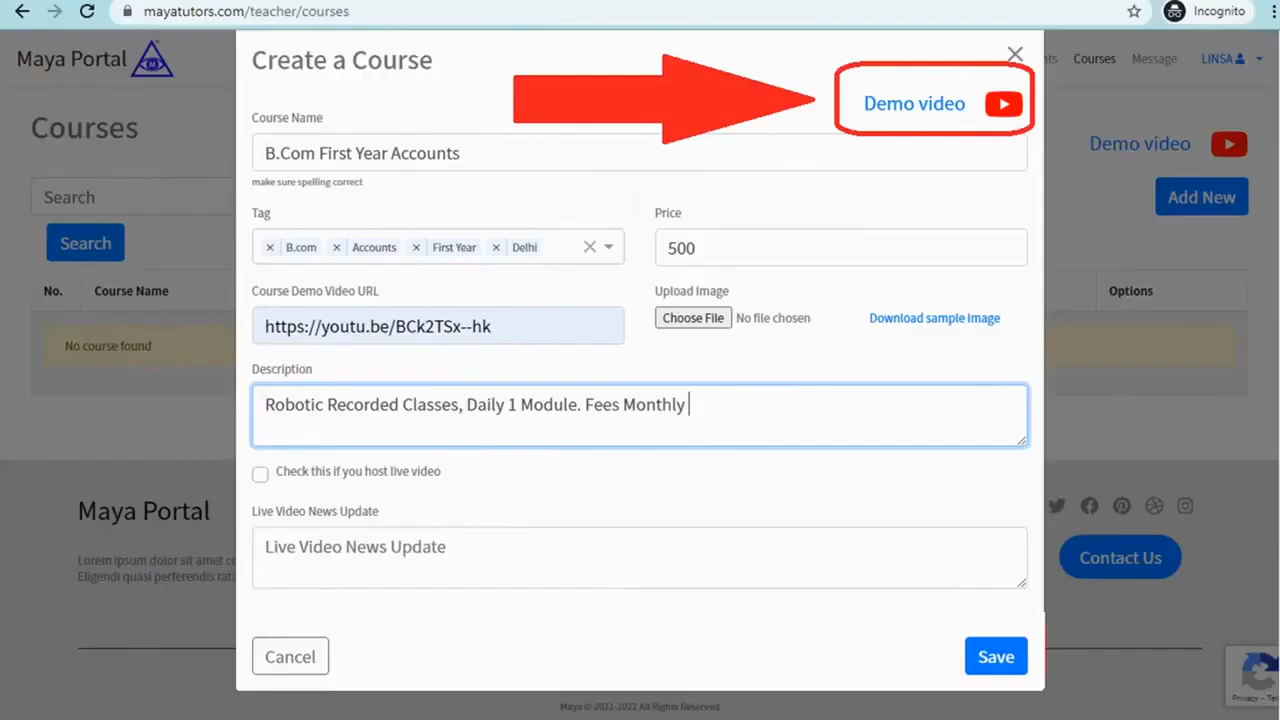 mayatutors.com/teacher/courses
Incognito
Maya Portal
nts Courses Message LINSA
Create a Course
Demo video
Course Name
B.Com First Year Accounts
make sure spelling correct
Courses
Demo video
Search
Add New
Search
Tag
Price
× B.com × Accounts × First Year × Delhi
500
Course Demo Video URL
Upload Image
https://youtu.be/BCk2TSx--hk
Choose File No file chosen
Download sample Image
No. Course Name
Options
No course found
Description
Robotic Recorded Classes, Daily 1 Module. Fees Monthly
Check this if you host live video
Live Video News Update
Live Video News Update
Maya Portal
Lorem ipsum dolor sit amet co
Eligendi quasi perferendis rati
Contact Us
Cancel
Save
Privacy - Te
Maya © 2021-2022 All Rights Reserved